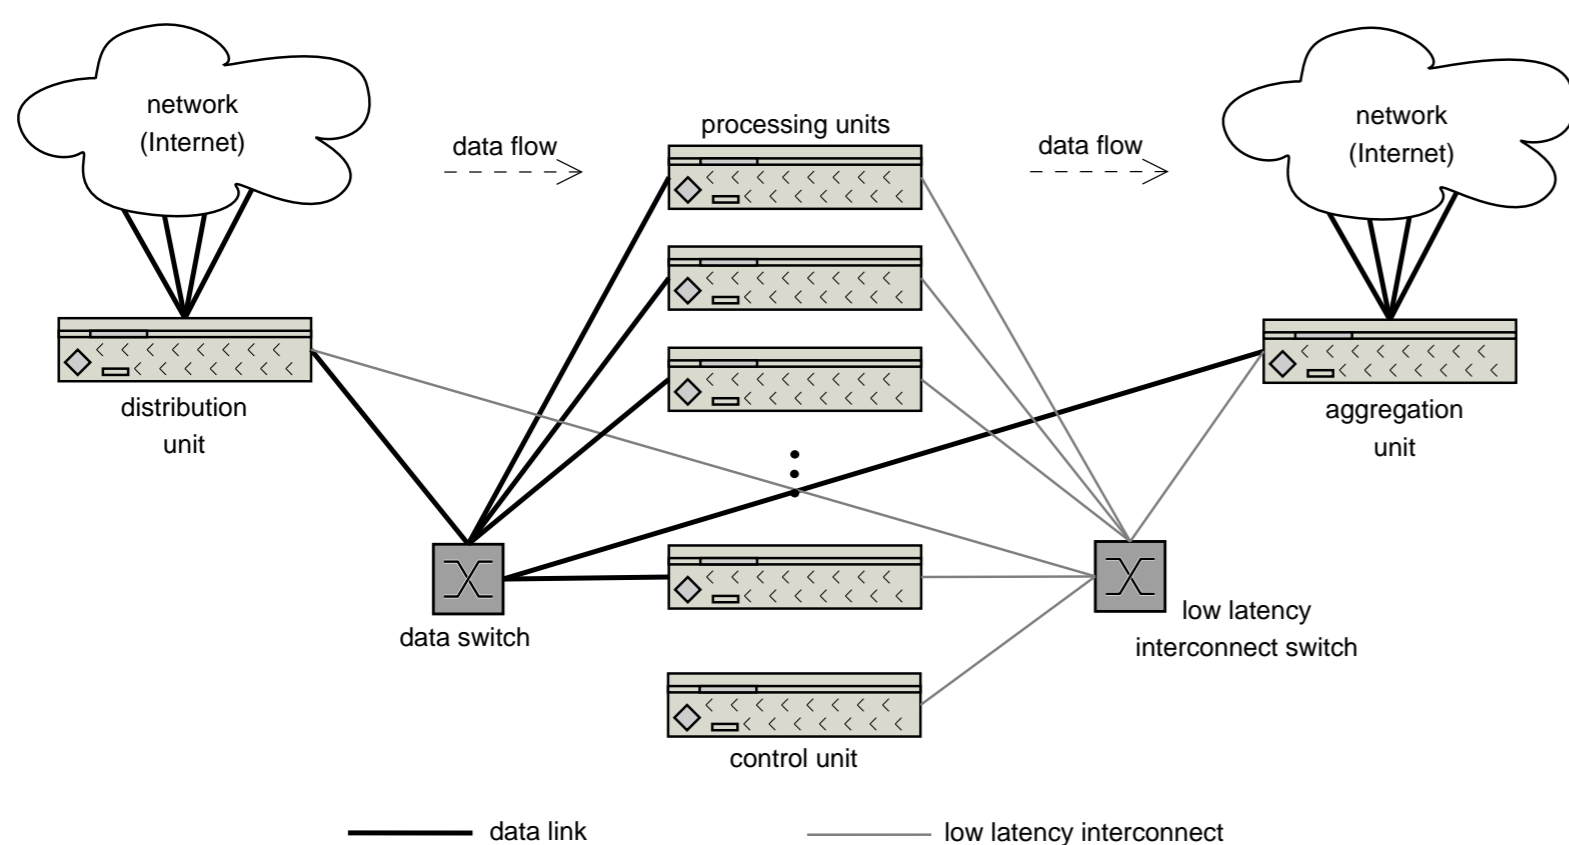 network
(Internet)
data flow
processing units
data flow
network
(Internet)
distribution
unit
aggregation
unit
data switch
low latency
interconnect switch
control unit
data link
low latency interconnect